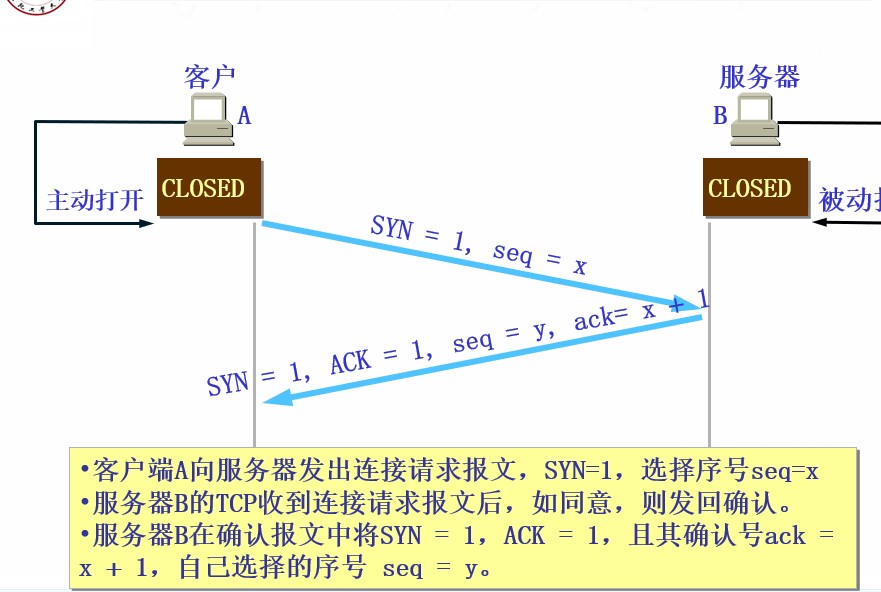 客户
服务器
A
B
CLOSED
CLOSED
主动打开
被动
SYN = 1, seq = x
SYN = 1, ACK = 1, seq = y, ack= x + 1
•客户端A向服务器发出连接请求报文，SYN=1，选择序号seq=x
•服务器B的TCP收到连接请求报文后，如同意，则发回确认。
•服务器B在确认报文中将SYN = 1，ACK = 1，且其确认号ack =
x + 1，自己选择的序号 seq = y。